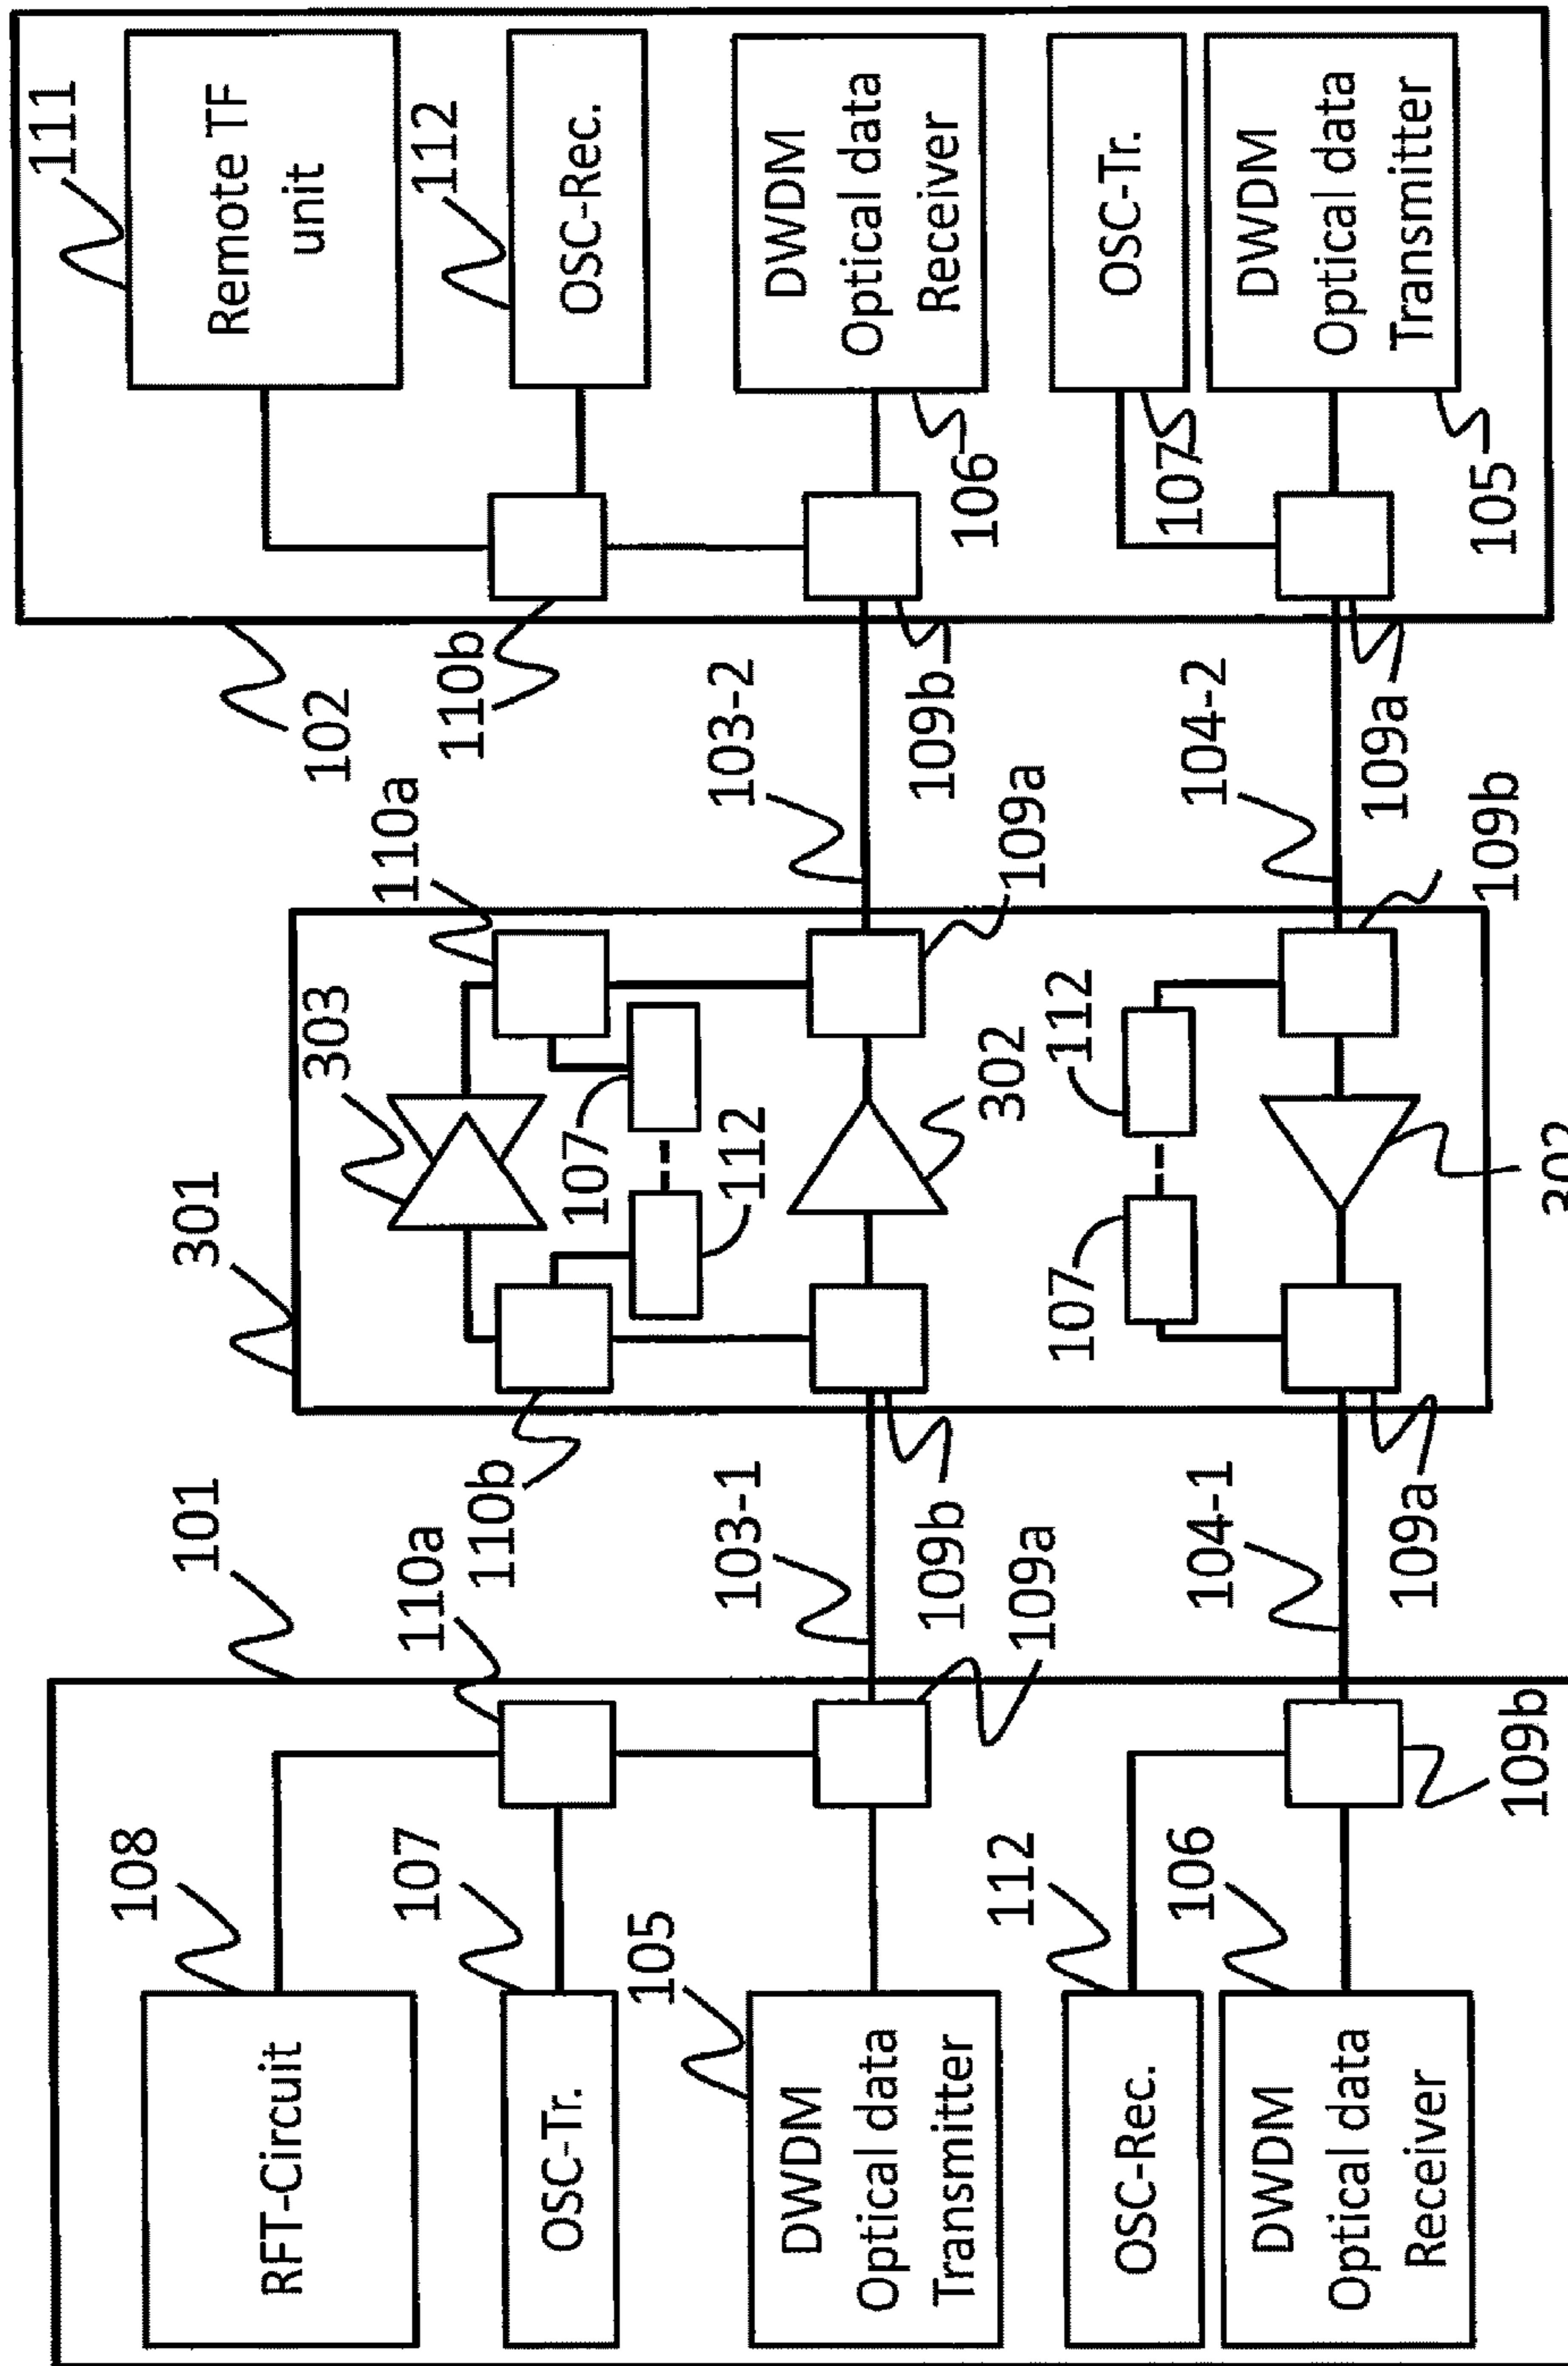 101
RFT-Circuit
108
110a
OSC-Tr.
107
DWDM
Optical data
Transmitter
105
109a
OSC-Rec.
112
DWDM
Optical data
Receiver
106
109b
103-1
104-1
301
110b
303
110a
107
112
109b
302
109a
103-2
107
112
109a
302
109b
104-2
102
110b
Remote TF
unit
111
OSC-Rec.
112
109b
DWDM
Optical data
Receiver
106
OSC-Tr.
107
109a
DWDM
Optical data
Transmitter
105